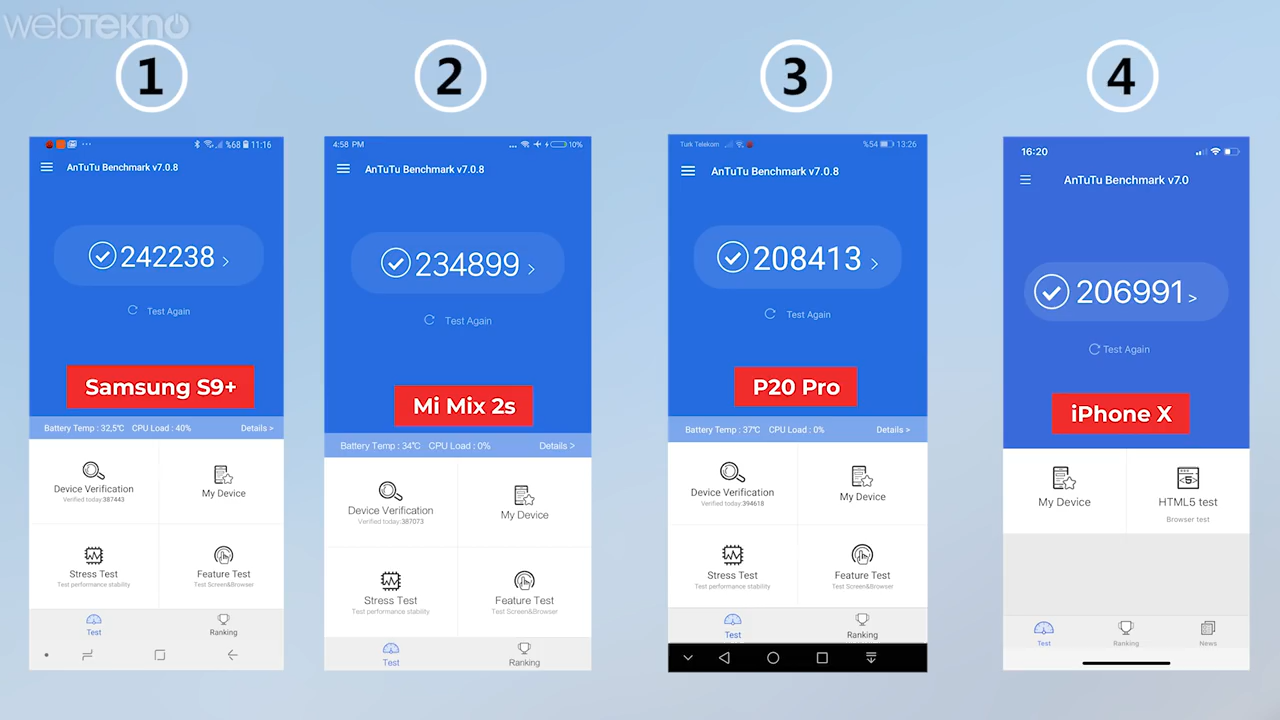 webtekno
1
2
3
4
%68 11:16
AnTuTu Benchmark v7.0.8
242238 >
Test Again
Samsung S9+
Battery Temp : 32,5℃ CPU Load : 40% Details >
Device Verification
Verified today:387443
My Device
Stress Test
Test performance stability
Feature Test
Test Screen&Browser
Test
Ranking
4:58 PM
... 10%
AnTuTu Benchmark v7.0.8
234899 >
Test Again
Mi Mix 2s
Battery Temp : 34℃ CPU Load : 0% Details >
Device Verification
Verified today:387073
My Device
Stress Test
Test performance stability
Feature Test
Test Screen&Browser
Test
Ranking
Turk Telekom %54 13:26
AnTuTu Benchmark v7.0.8
208413 >
Test Again
P20 Pro
Battery Temp : 37℃ CPU Load : 0% Details >
Device Verification
Verified today:394618
My Device
Stress Test
Test performance stability
Feature Test
Test Screen&Browser
Test
Ranking
16:20
AnTuTu Benchmark v7.0
206991 >
Test Again
iPhone X
My Device
5
HTML5 test
Browser test
Test
Ranking
News